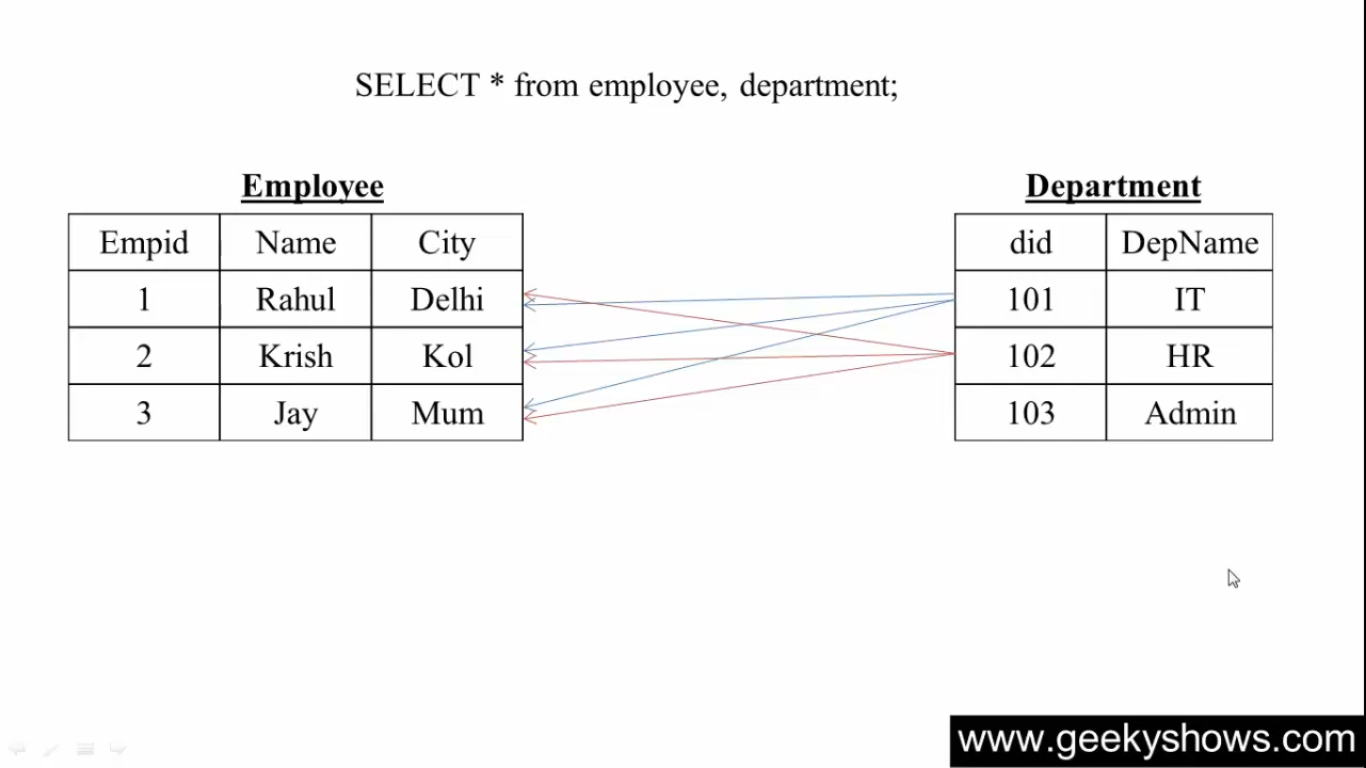 SELECT * from employee, department;
Employee
Department
Empid Name City
did DepName
1 Rahul Delhi
101 IT
2 Krish Kol
102 HR
3 Jay Mum
103 Admin
www.geekyshows.com